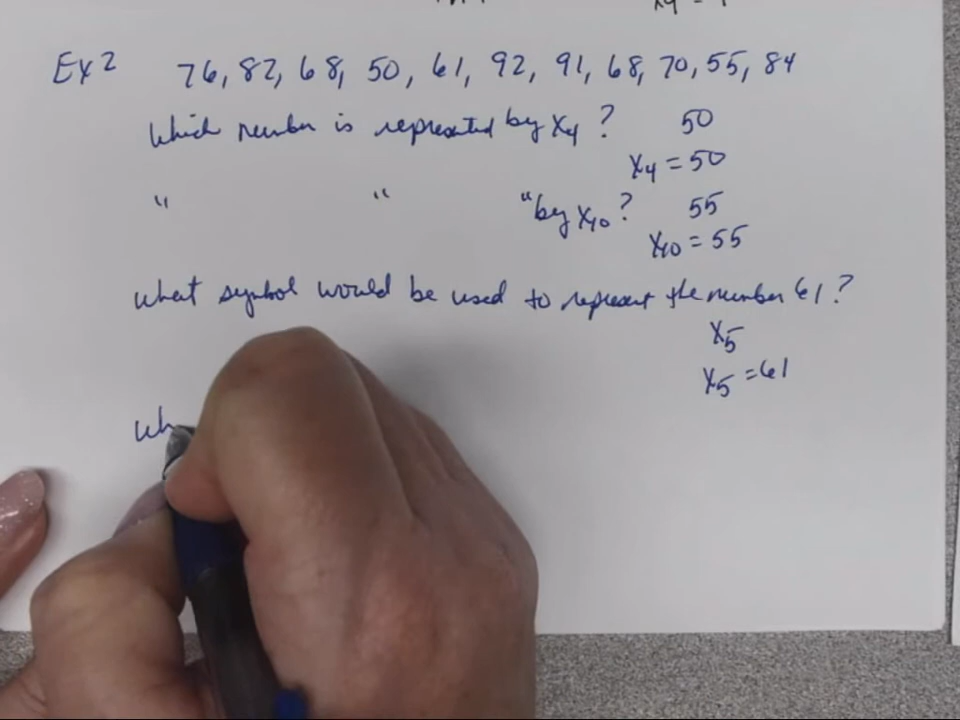 Ex 2 76, 82, 68, 50, 61, 92, 91, 68, 70, 55, 84
Which number is represented by x₄? 50
x₄ = 50
" " " by x₁₀? 55
x₁₀ = 55
What symbol would be used to represent the number 61?
x₅
x₅ = 61
Wh